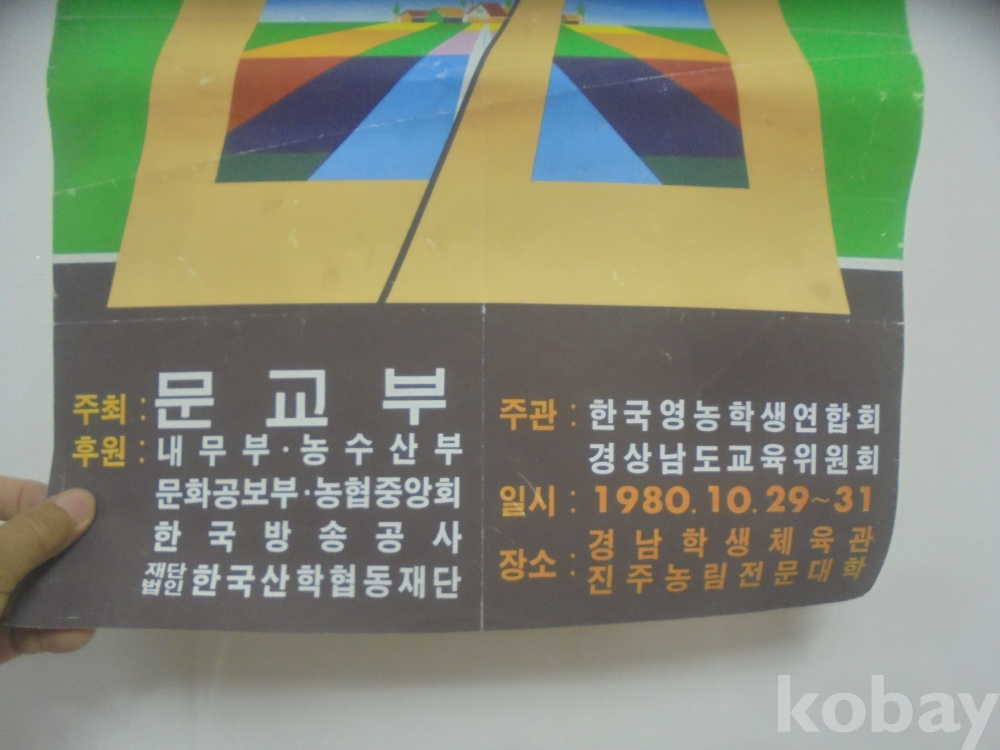 주최 : 문교부
후원 : 내무부·농수산부
문화공보부·농협중앙회
한국방송공사
재단법인 한국산학협동재단
주관 : 한국영농학생연합회
경상남도교육위원회
일시 : 1980. 10. 29~31
장소 : 경남학생체육관
진주농림전문대학
kobay